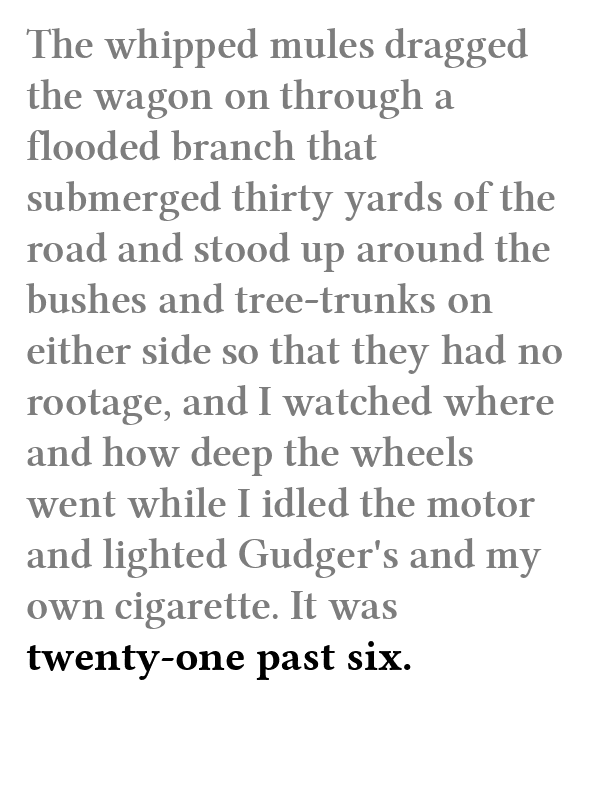 The whipped mules dragged
the wagon on through a
flooded branch that
submerged thirty yards of the
road and stood up around the
bushes and tree-trunks on
either side so that they had no
rootage, and I watched where
and how deep the wheels
went while I idled the motor
and lighted Gudger's and my
own cigarette. It was
twenty-one past six.